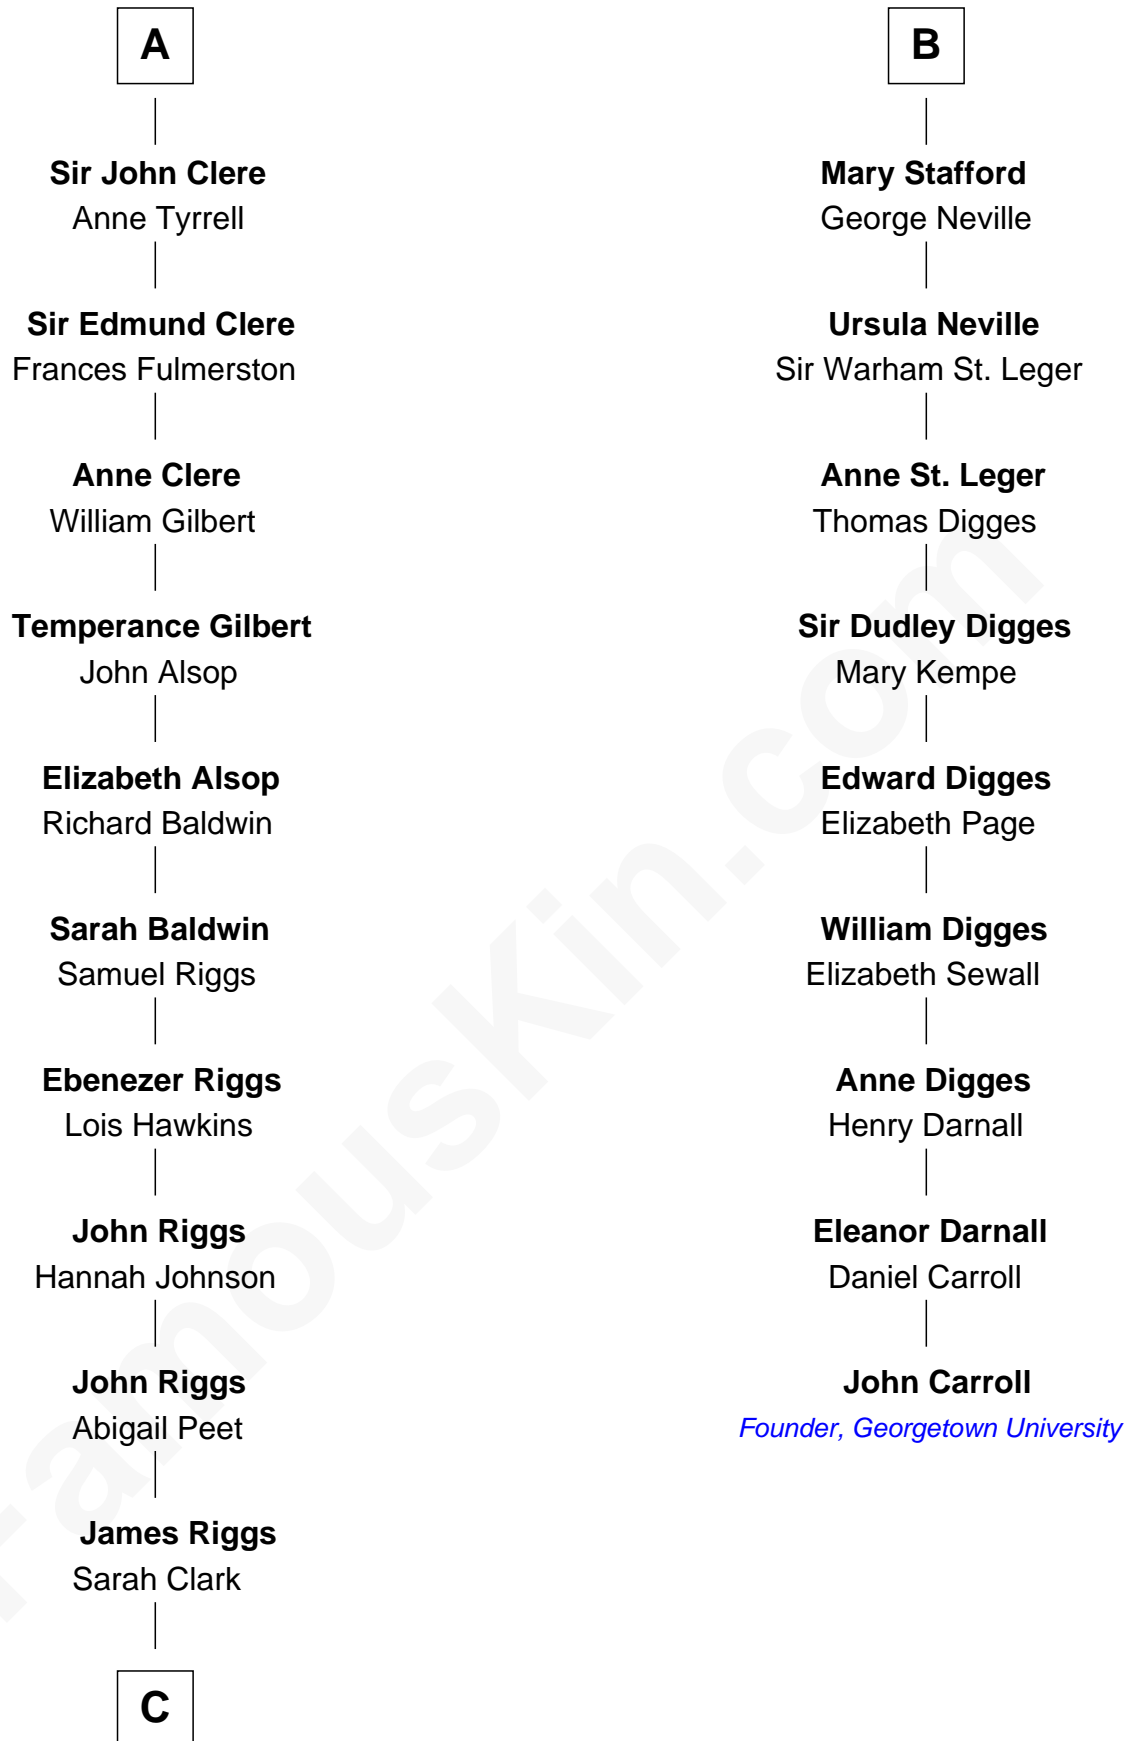 A
Sir John Clere
Anne Tyrrell
Sir Edmund Clere
Frances Fulmerston
Anne Clere
William Gilbert
Temperance Gilbert
John Alsop
Elizabeth Alsop
Richard Baldwin
Sarah Baldwin
Samuel Riggs
Ebenezer Riggs
Lois Hawkins
John Riggs
Hannah Johnson
John Riggs
Abigail Peet
James Riggs
Sarah Clark
C
B
Mary Stafford
George Neville
Ursula Neville
Sir Warham St. Leger
Anne St. Leger
Thomas Digges
Sir Dudley Digges
Mary Kempe
Edward Digges
Elizabeth Page
William Digges
Elizabeth Sewall
Anne Digges
Henry Darnall
Eleanor Darnall
Daniel Carroll
John Carroll
Founder, Georgetown University
FamousKin.com